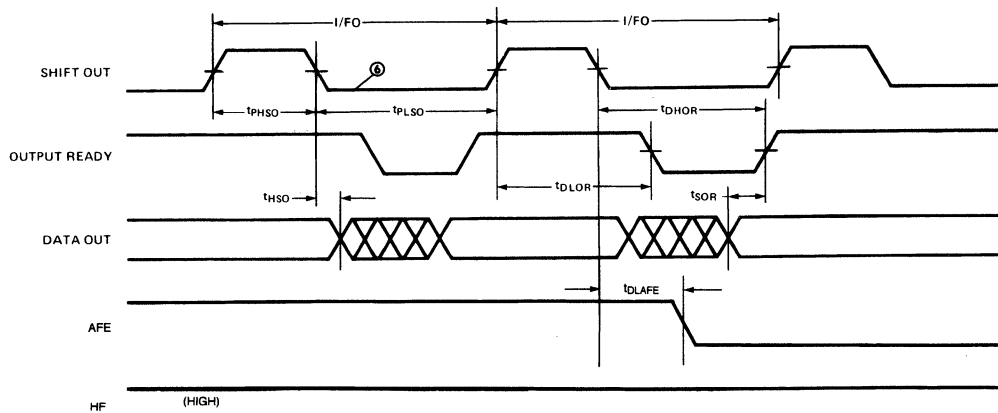 I/FO I/FO
SHIFT OUT
⑥
tPHSO tPLSO tDHOR
OUTPUT READY
tDLOR
tHSO tSOR
DATA OUT
tDLAFE
AFE
HF (HIGH)